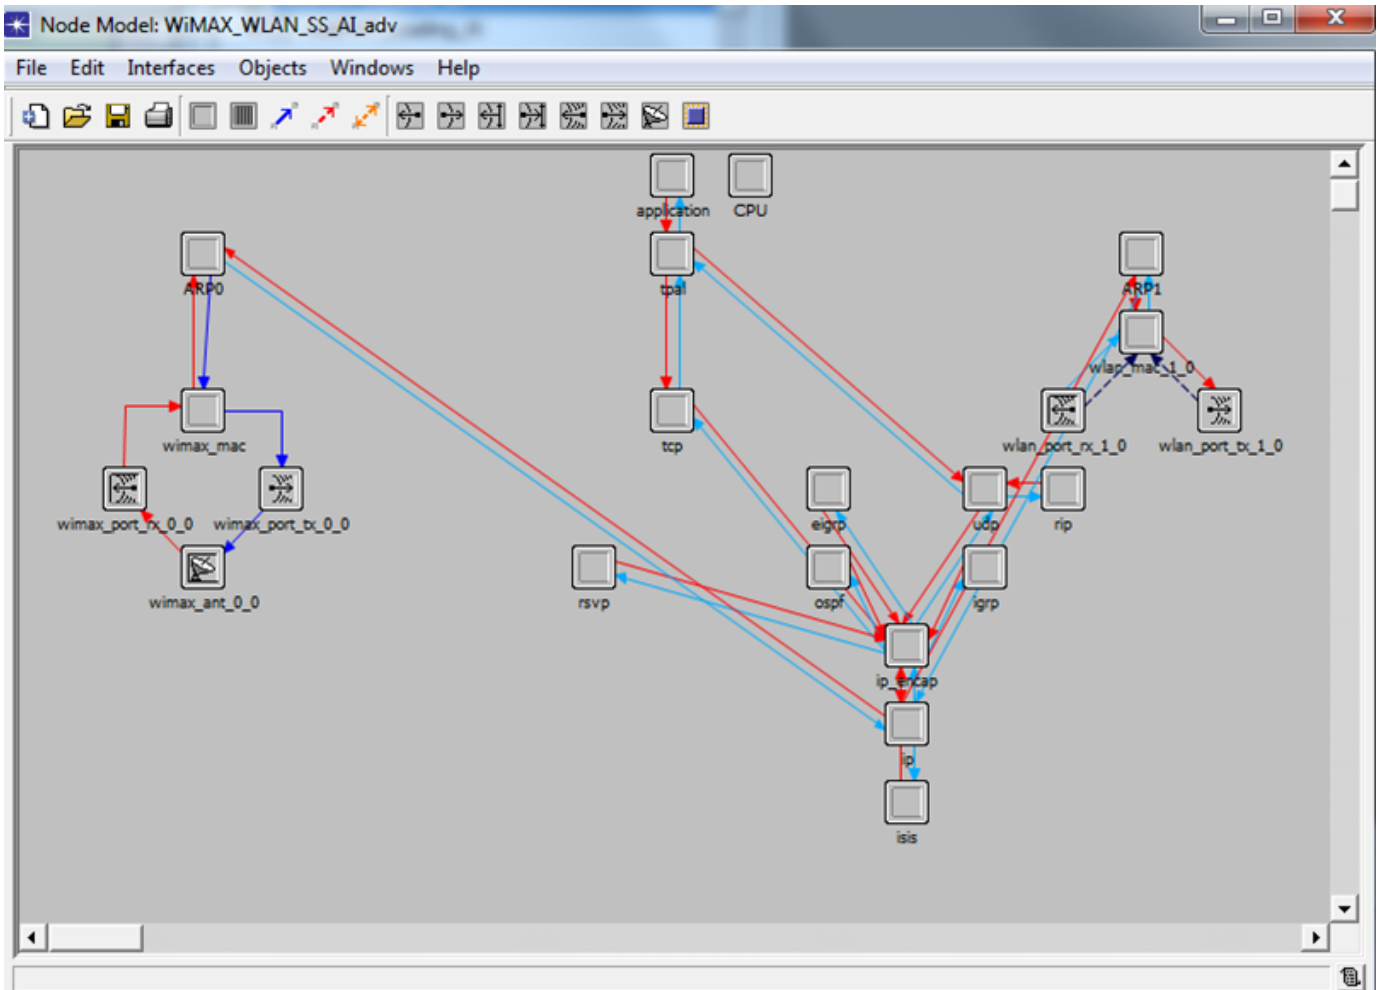 Node Model: WiMAX_WLAN_SS_AI_adv
File Edit Interfaces Objects Windows Help
application CPU
ARP0 tpal ARP1
wlan_mac_1_0
wimax_mac tcp wlan_port_rx_1_0 wlan_port_tx_1_0
wimax_port_rx_0_0 wimax_port_tx_0_0 eigrp udp rip
wimax_ant_0_0 rsvp ospf igrp
ip_encap
ip
isis